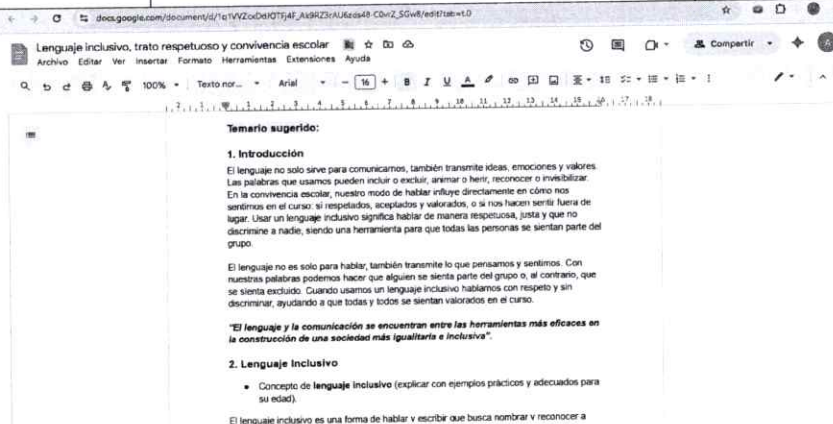 Lenguaje inclusivo, trato respetuoso y convivencia escolar
Archivo Editar Ver Insertar Formato Herramientas Extensiones Ayuda
Compartir
100% Texto nor... Arial 16 B I U A
Temario sugerido:
1. Introducción
El lenguaje no solo sirve para comunicarnos, también transmite ideas, emociones y valores.
Las palabras que usamos pueden incluir o excluir, animar o herir, reconocer o invisibilizar.
En la convivencia escolar, nuestro modo de hablar influye directamente en cómo nos
sentimos en el curso: si respetados, aceptados y valorados, o si nos hacen sentir fuera de
lugar. Usar un lenguaje inclusivo significa hablar de manera respetuosa, justa y que no
discrimine a nadie, siendo una herramienta para que todas las personas se sientan parte del
grupo.
El lenguaje no es solo para hablar, también transmite lo que pensamos y sentimos. Con
nuestras palabras podemos hacer que alguien se sienta parte del grupo o, al contrario, que
se sienta excluido. Cuando usamos un lenguaje inclusivo hablamos con respeto y sin
discriminar, ayudando a que todas y todos se sientan valorados en el curso.
"El lenguaje y la comunicación se encuentran entre las herramientas más eficaces en
la construcción de una sociedad más igualitaria e inclusiva".
2. Lenguaje Inclusivo
• Concepto de lenguaje inclusivo (explicar con ejemplos prácticos y adecuados para
su edad).
El lenguaje inclusivo es una forma de hablar y escribir que busca nombrar y reconocer a